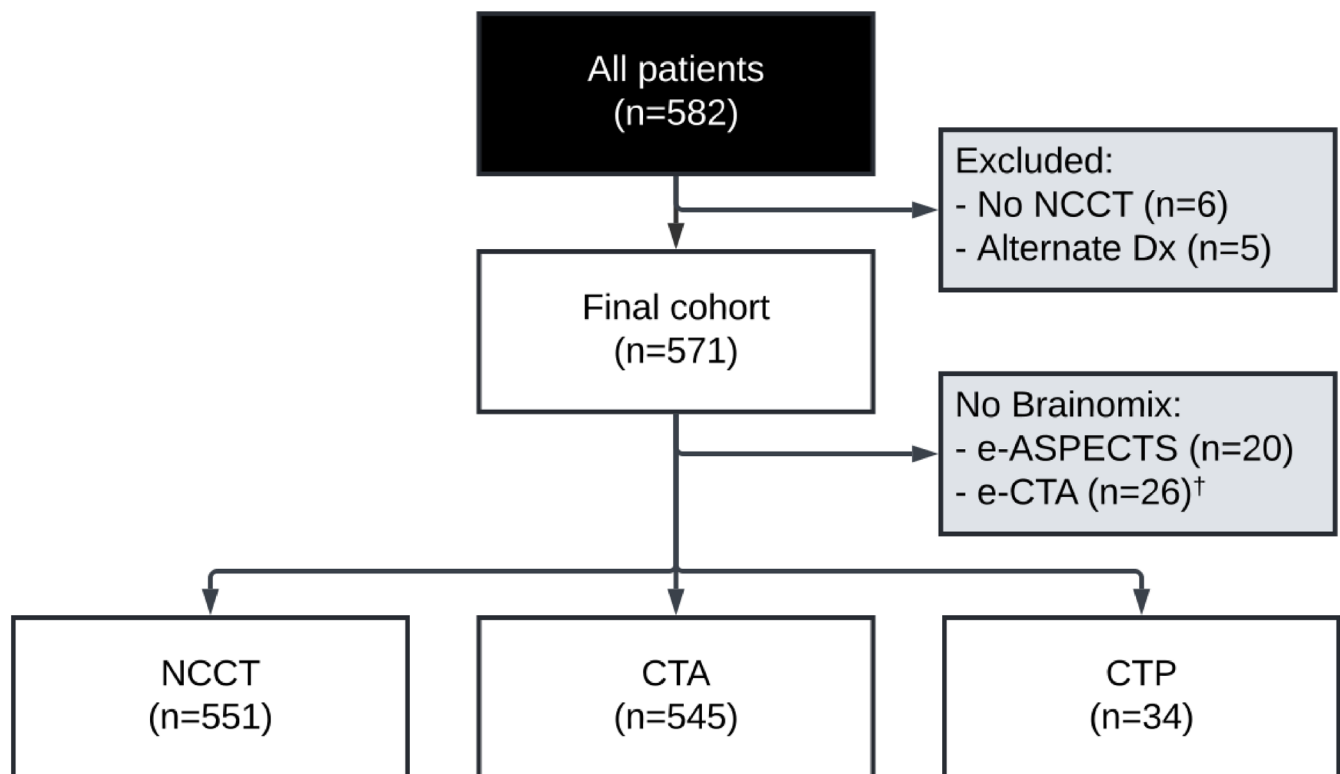 All patients
(n=582)
Excluded:
- No NCCT (n=6)
- Alternate Dx (n=5)
Final cohort
(n=571)
No Brainomix:
- e-ASPECTS (n=20)
- e-CTA (n=26)†
NCCT
(n=551)
CTA
(n=545)
CTP
(n=34)